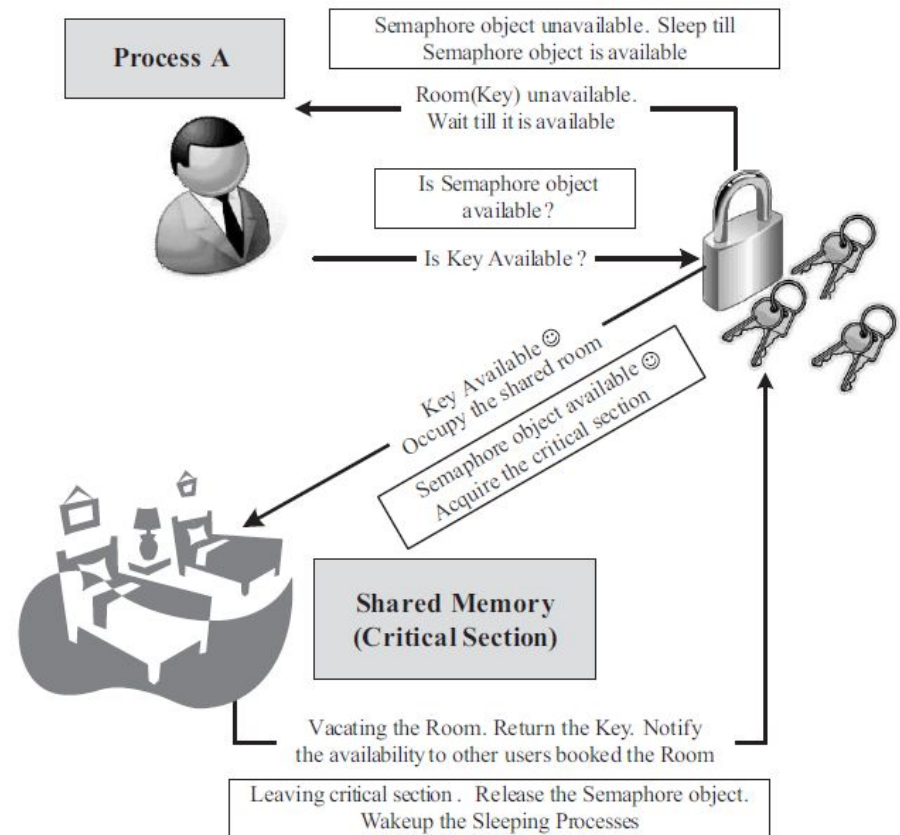 Semaphore object unavailable. Sleep till
Semaphore object is available
Process A
Room(Key) unavailable.
Wait till it is available
Is Semaphore object
available ?
Is Key Available ?
Key Available ☺
Occupy the shared room
Semaphore object available ☺
Acquire the critical section
Shared Memory
(Critical Section)
Vacating the Room. Return the Key. Notify
the availability to other users booked the Room
Leaving critical section . Release the Semaphore object.
Wakeup the Sleeping Processes